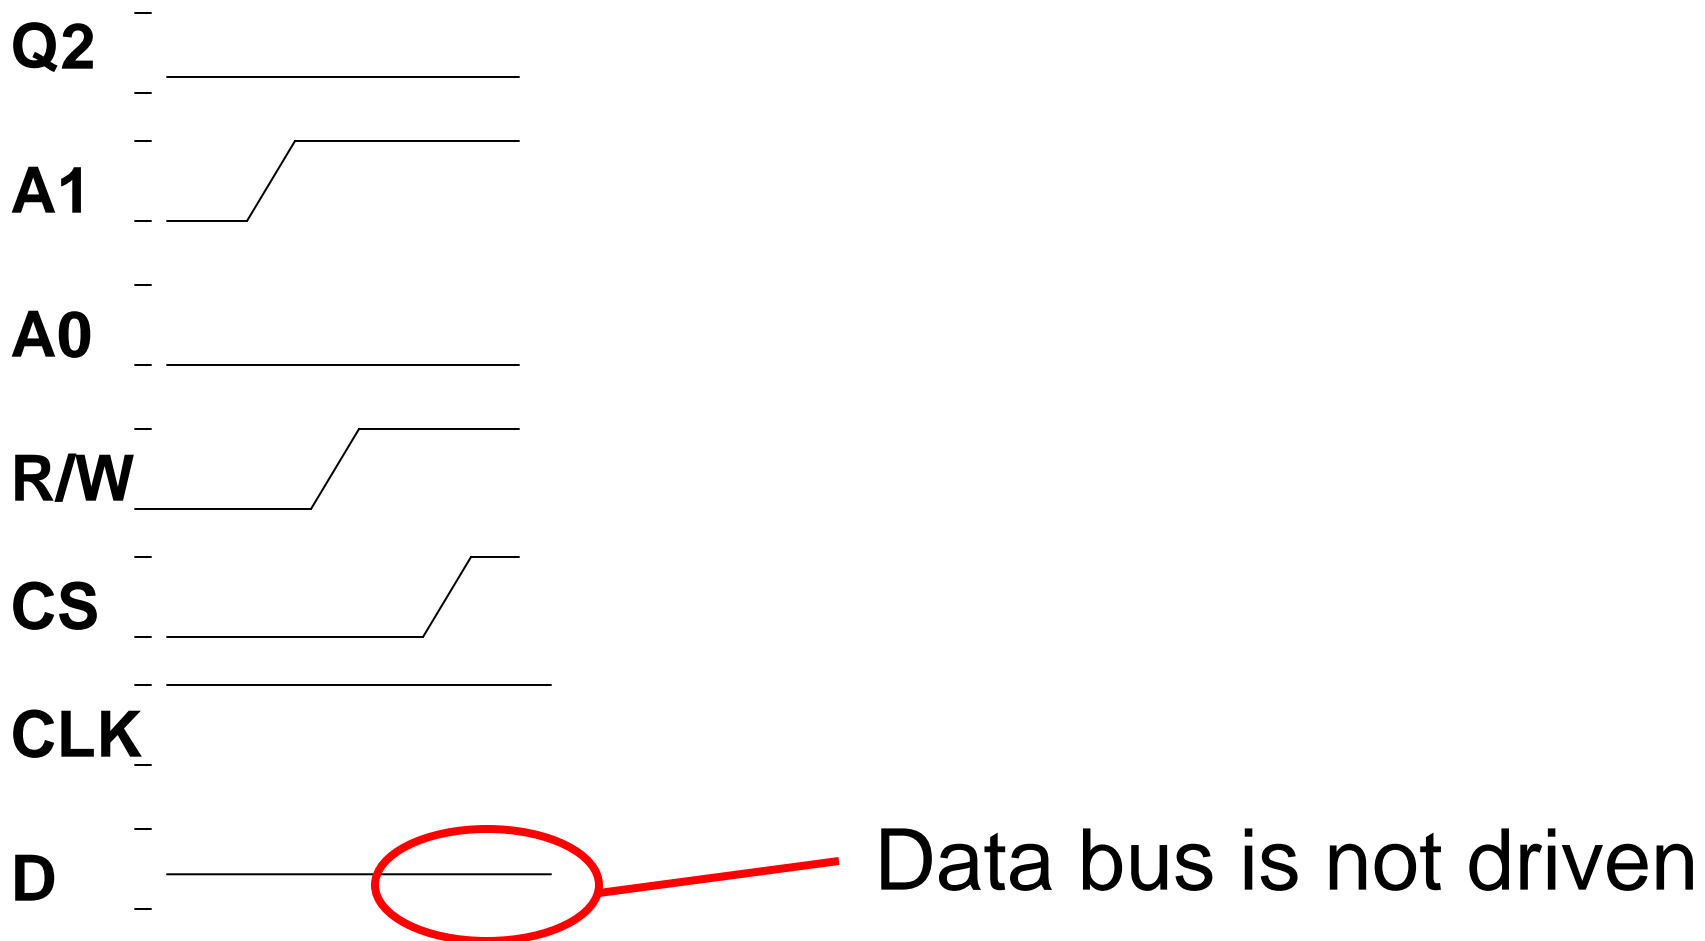 Q2
A1
A0
R/W
CS
CLK
D
Data bus is not driven